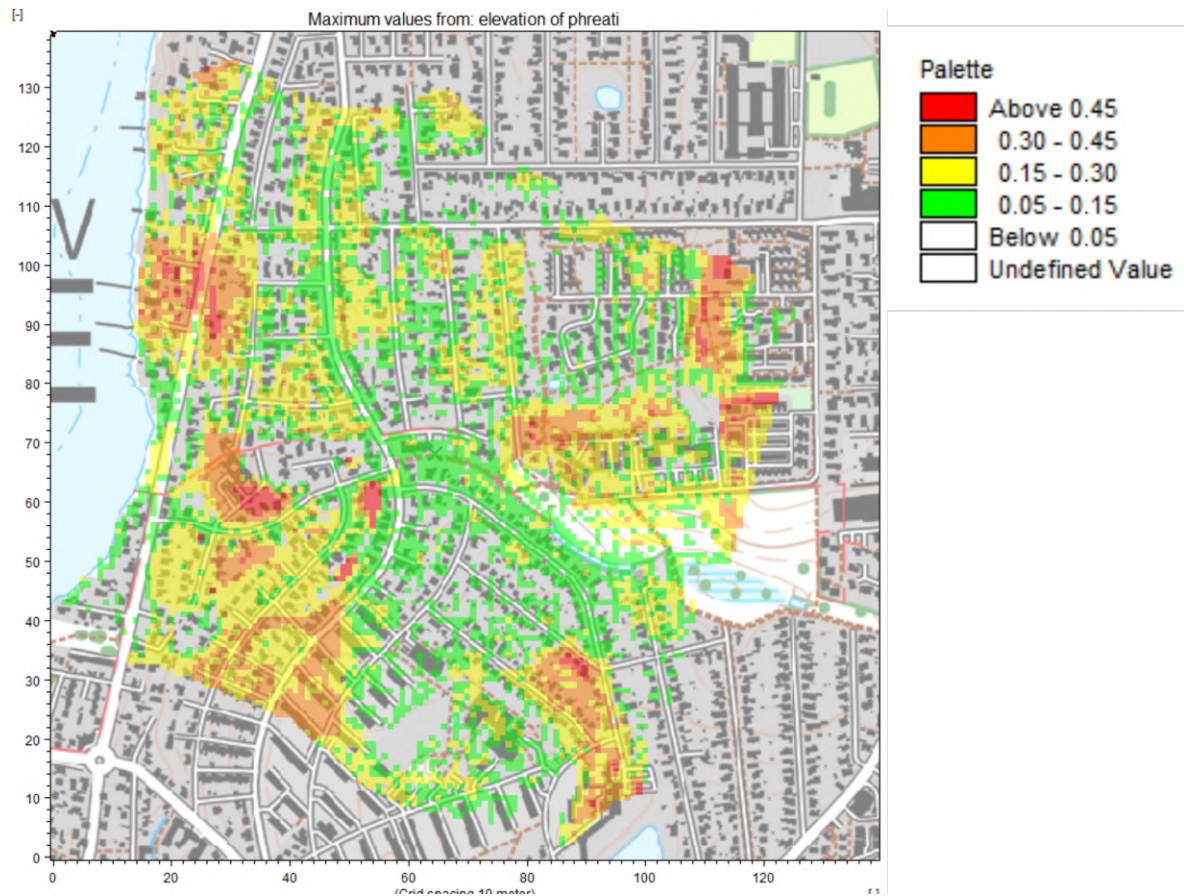 [-]
Maximum values from: elevation of phreati
130
120
110
100
90
80
70
60
50
40
30
20
10
0
0
20
40
60
80
100
120
(Grid spacing 10 meter)
[-]
V
Palette
Above 0.45
0.30 - 0.45
0.15 - 0.30
0.05 - 0.15
Below 0.05
Undefined Value